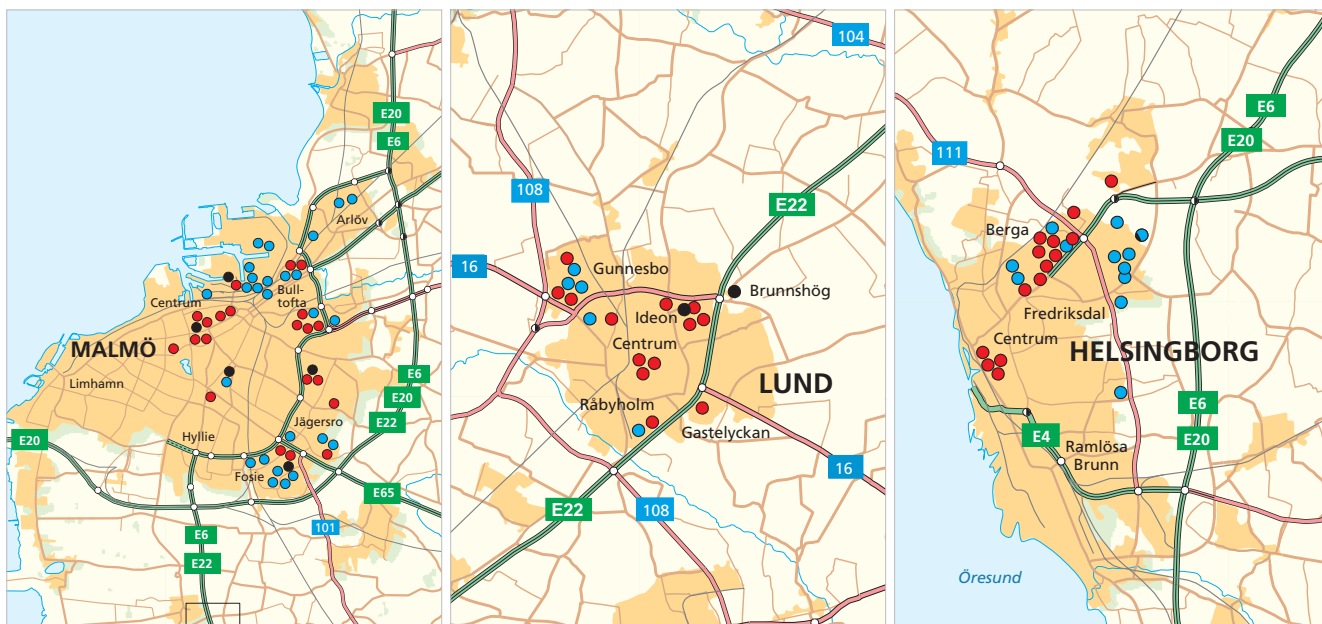 E20
E6
Arlöv
Bull-
tofta
Centrum
MALMÖ
Limhamn
E6
E20
E22
Jägersro
Hyllie
E20
Fosie
E65
101
E6
E22
104
108
E22
16
Gunnesbo
Brunnshög
Ideon
Centrum
LUND
Råbyholm
Gastelyckan
16
E22
108
E6
E20
111
Berga
Fredriksdal
Centrum
HELSINGBORG
E6
E4
E20
Ramlösa
Brunn
Öresund